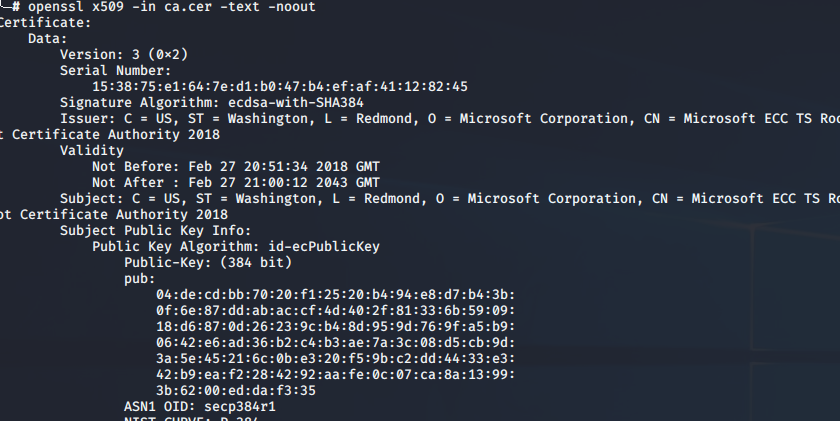 # openssl x509 -in ca.cer -text -noout
Certificate:
Data:
Version: 3 (0×2)
Serial Number:
15:38:75:e1:64:7e:d1:b0:47:b4:ef:af:41:12:82:45
Signature Algorithm: ecdsa-with-SHA384
Issuer: C = US, ST = Washington, L = Redmond, O = Microsoft Corporation, CN = Microsoft ECC TS Roo
t Certificate Authority 2018
Validity
Not Before: Feb 27 20:51:34 2018 GMT
Not After : Feb 27 21:00:12 2043 GMT
Subject: C = US, ST = Washington, L = Redmond, O = Microsoft Corporation, CN = Microsoft ECC TS Ro
ot Certificate Authority 2018
Subject Public Key Info:
Public Key Algorithm: id-ecPublicKey
Public-Key: (384 bit)
pub:
04:de:cd:bb:70:20:f1:25:20:b4:94:e8:d7:b4:3b:
0f:6e:87:dd:ab:ac:cf:4d:40:2f:81:33:6b:59:09:
18:d6:87:0d:26:23:9c:b4:8d:95:9d:76:9f:a5:b9:
06:42:e6:ad:36:b2:c4:b3:ae:7a:3c:08:d5:cb:9d:
3a:5e:45:21:6c:0b:e3:20:f5:9b:c2:dd:44:33:e3:
42:b9:ea:f2:28:42:92:aa:fe:0c:07:ca:8a:13:99:
3b:62:00:ed:da:f3:35
ASN1 OID: secp384r1
NIST CURVE: P-384